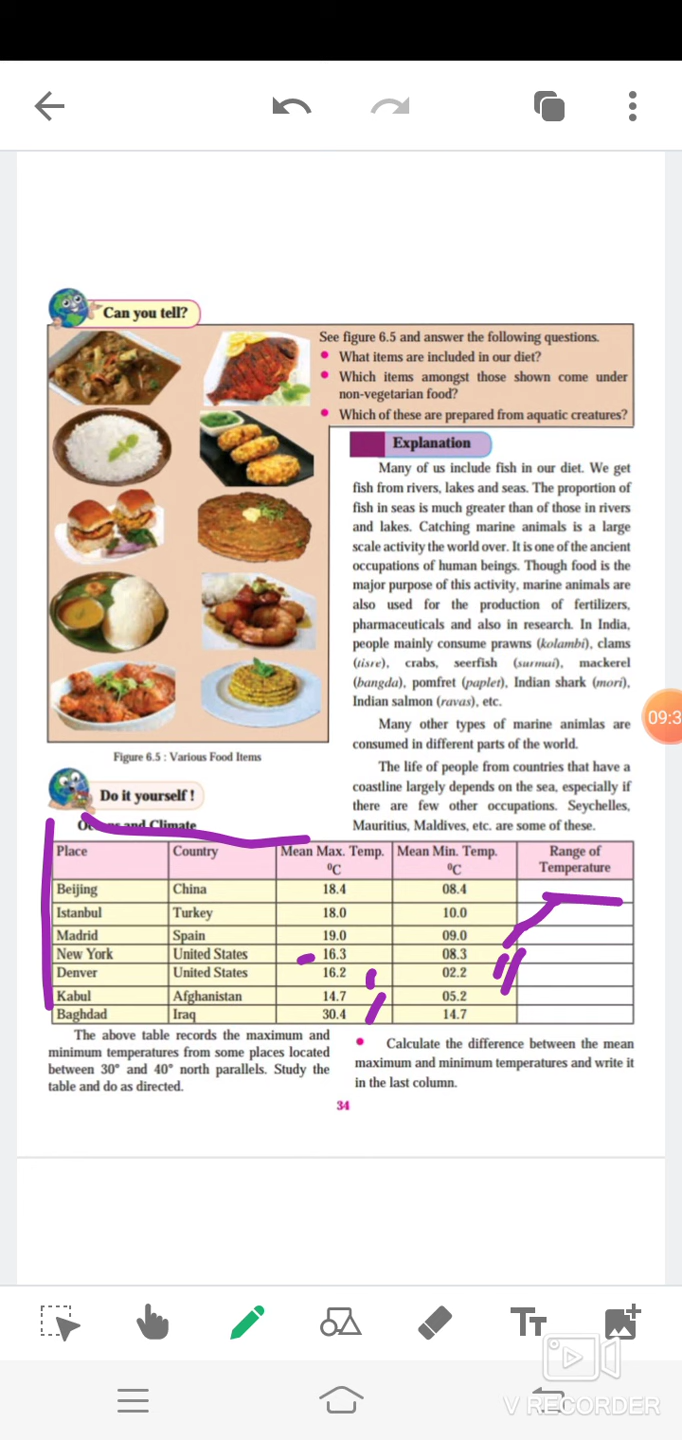 Can you tell?
See figure 6.5 and answer the following questions.
What items are included in our diet?
Which items amongst those shown come under
non-vegetarian food?
Which of these are prepared from aquatic creatures?
Explanation
Many of us include fish in our diet. We get
fish from rivers, lakes and seas. The proportion of
fish in seas is much greater than of those in rivers
and lakes. Catching marine animals is a large
scale activity the world over. It is one of the ancient
occupations of human beings. Though food is the
major purpose of this activity, marine animals are
also used for the production of fertilizers,
pharmaceuticals and also in research. In India,
people mainly consume prawns (kolambi), clams
(tisre), crabs, seerfish (surmai), mackerel
(bangda), pomfret (paplet), Indian shark (mori),
Indian salmon (ravas), etc.
Many other types of marine animlas are
consumed in different parts of the world.
The life of people from countries that have a
coastline largely depends on the sea, especially if
there are few other occupations. Seychelles,
Mauritius, Maldives, etc. are some of these.
09:3
Figure 6.5 : Various Food Items
Do it yourself !
and Climate
Place Country Mean Max. Temp. ⁰C Mean Min. Temp. ⁰C Range of Temperature
Beijing China 18.4 08.4
Istanbul Turkey 18.0 10.0
Madrid Spain 19.0 09.0
New York United States 16.3 08.3
Denver United States 16.2 02.2
Kabul Afghanistan 14.7 05.2
Baghdad Iraq 30.4 14.7
The above table records the maximum and
minimum temperatures from some places located
between 30° and 40° north parallels. Study the
table and do as directed.
Calculate the difference between the mean
maximum and minimum temperatures and write it
in the last column.
34
TT
V RECORDER